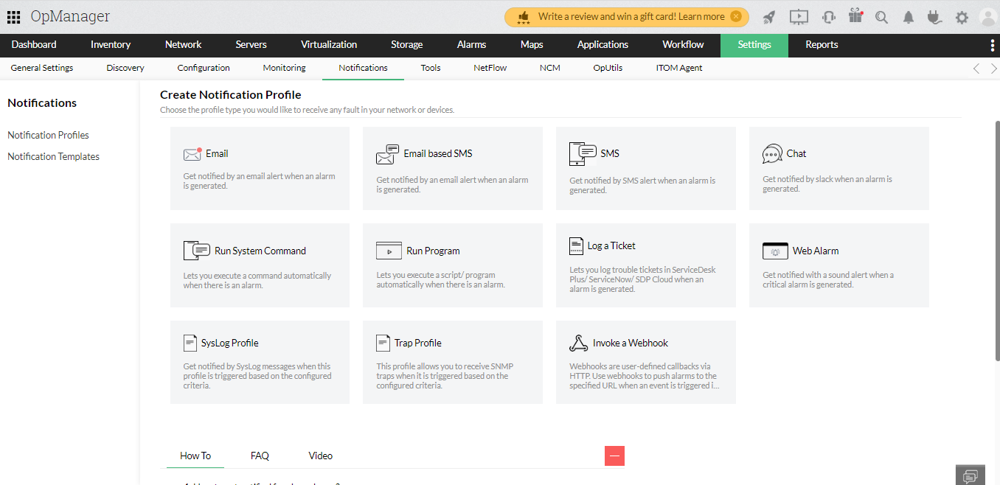 OpManager
Write a review and win a gift card! Learn more
Dashboard Inventory Network Servers Virtualization Storage Alarms Maps Applications Workflow Settings Reports
General Settings Discovery Configuration Monitoring Notifications Tools NetFlow NCM OpUtils ITOM Agent
Notifications
Notification Profiles
Notification Templates
Create Notification Profile
Choose the profile type you would like to receive any fault in your network or devices.
Email
Get notified by an email alert when an alarm
is generated.
Email based SMS
Get notified by an email alert when an alarm
is generated.
SMS
Get notified by SMS alert when an alarm is
generated.
Chat
Get notified by slack when an alarm is
generated.
Run System Command
Lets you execute a command automatically
when there is an alarm.
Run Program
Lets you execute a script/ program
automatically when there is an alarm.
Log a Ticket
Lets you log trouble tickets in ServiceDesk
Plus/ ServiceNow/ SDP Cloud when an
alarm is generated.
Web Alarm
Get notified with a sound alert when a
critical alarm is generated.
SysLog Profile
Get notified by SysLog messages when this
profile is triggered based on the configured
criteria.
Trap Profile
This profile allows you to receive SNMP
traps when it is triggered based on the
configured criteria.
Invoke a Webhook
Webhooks are user-defined callbacks via
HTTP. Use webhooks to push alarms to the
specified URL when an event is triggered i...
How To FAQ Video